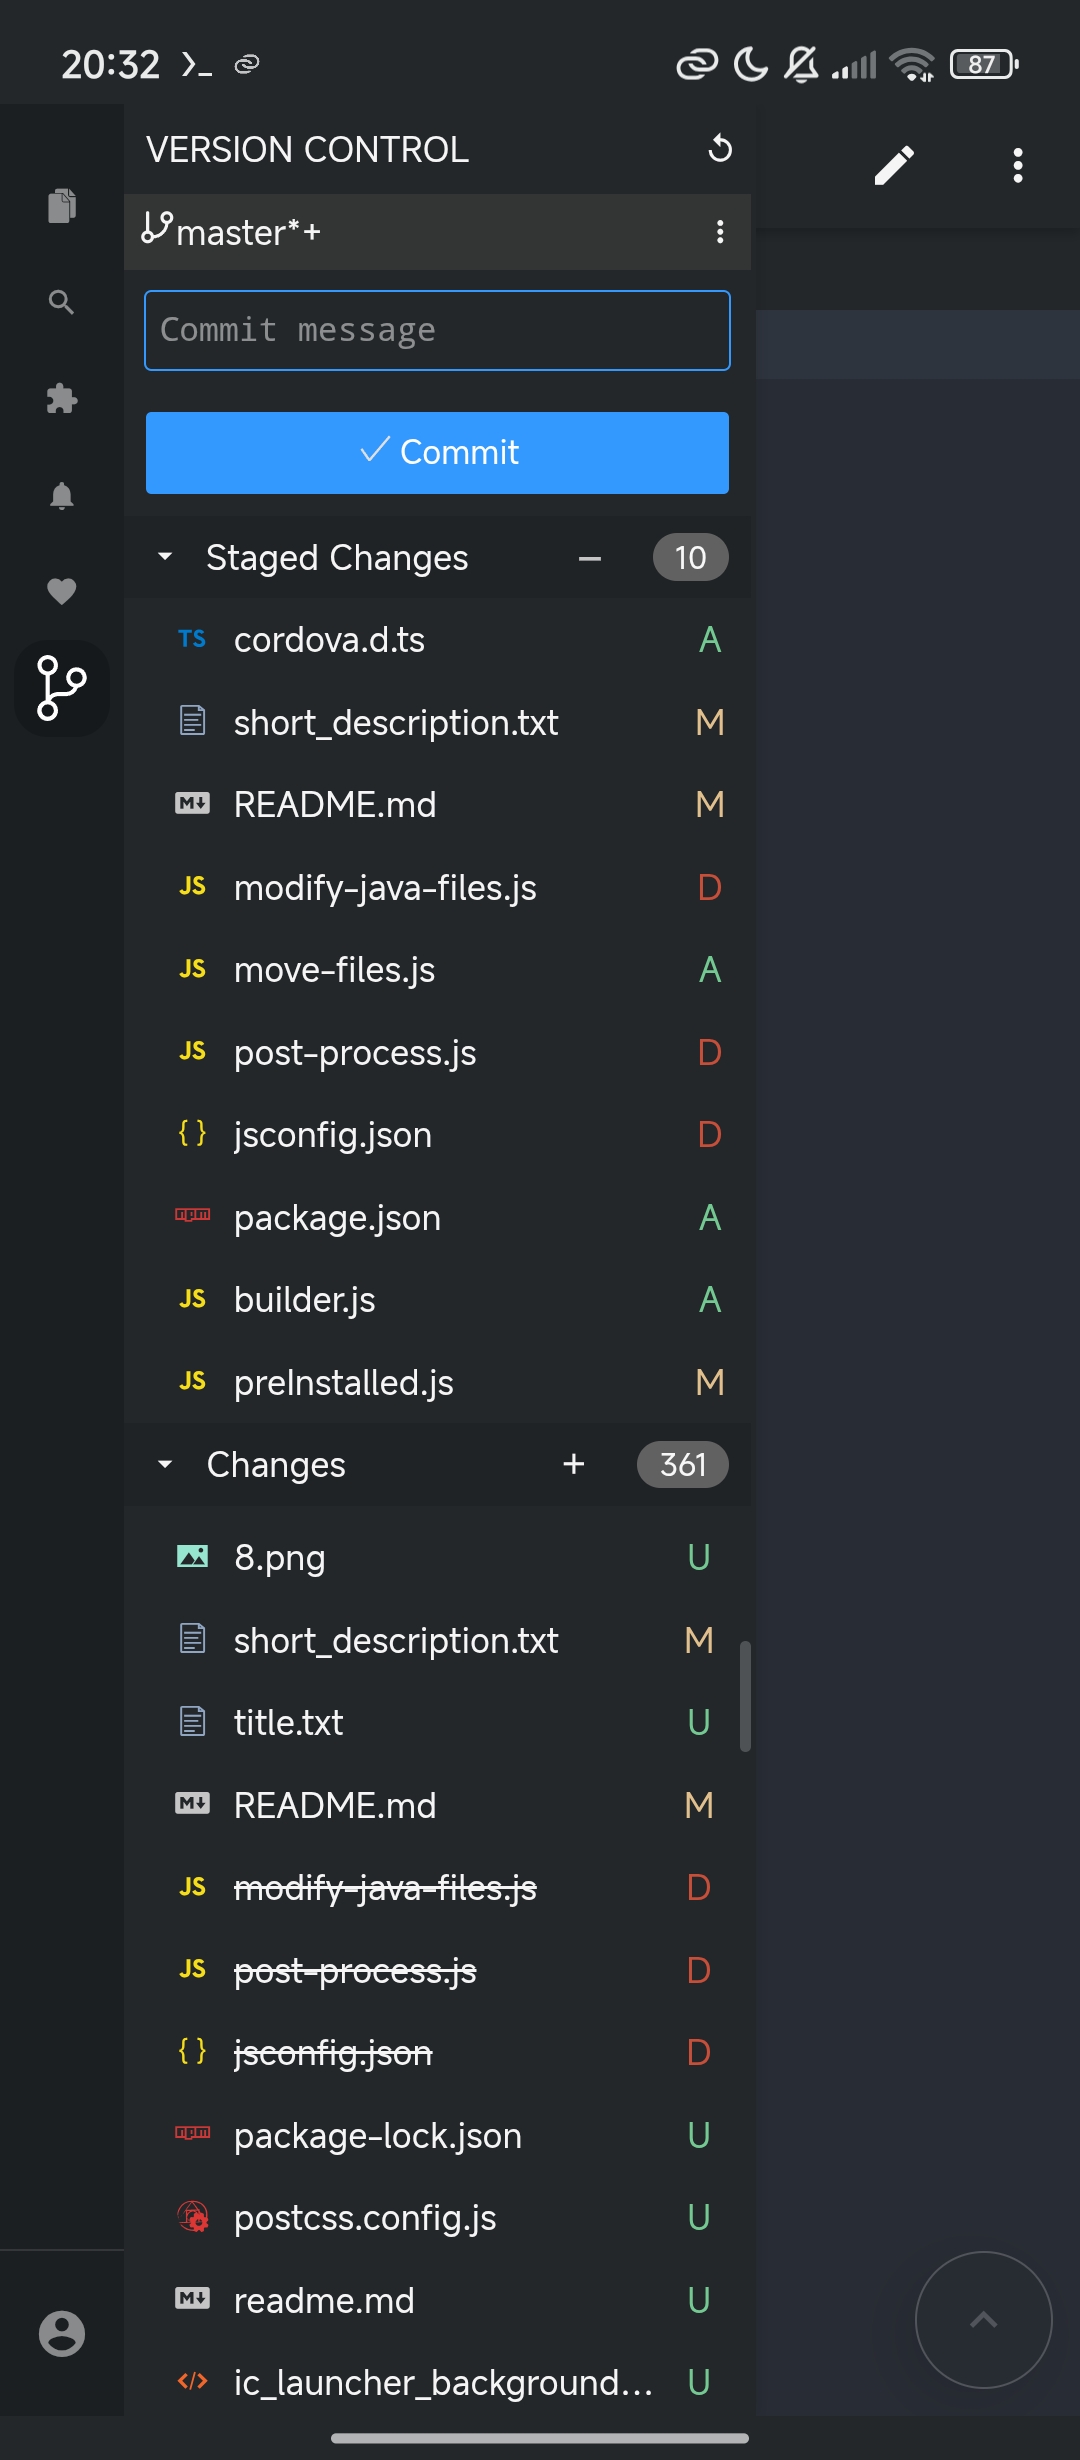 20:32
87
VERSION CONTROL
master*+
Commit message
Commit
Staged Changes − 10
TS cordova.d.ts A
short_description.txt M
M README.md M
JS modify-java-files.js D
JS move-files.js A
JS post-process.js D
{ } jsconfig.json D
package.json A
JS builder.js A
JS preInstalled.js M
Changes + 361
8.png U
short_description.txt M
title.txt U
M README.md M
JS modify-java-files.js D
JS post-process.js D
{ } jsconfig.json D
package-lock.json U
postcss.config.js U
M readme.md U
</> ic_launcher_background... U